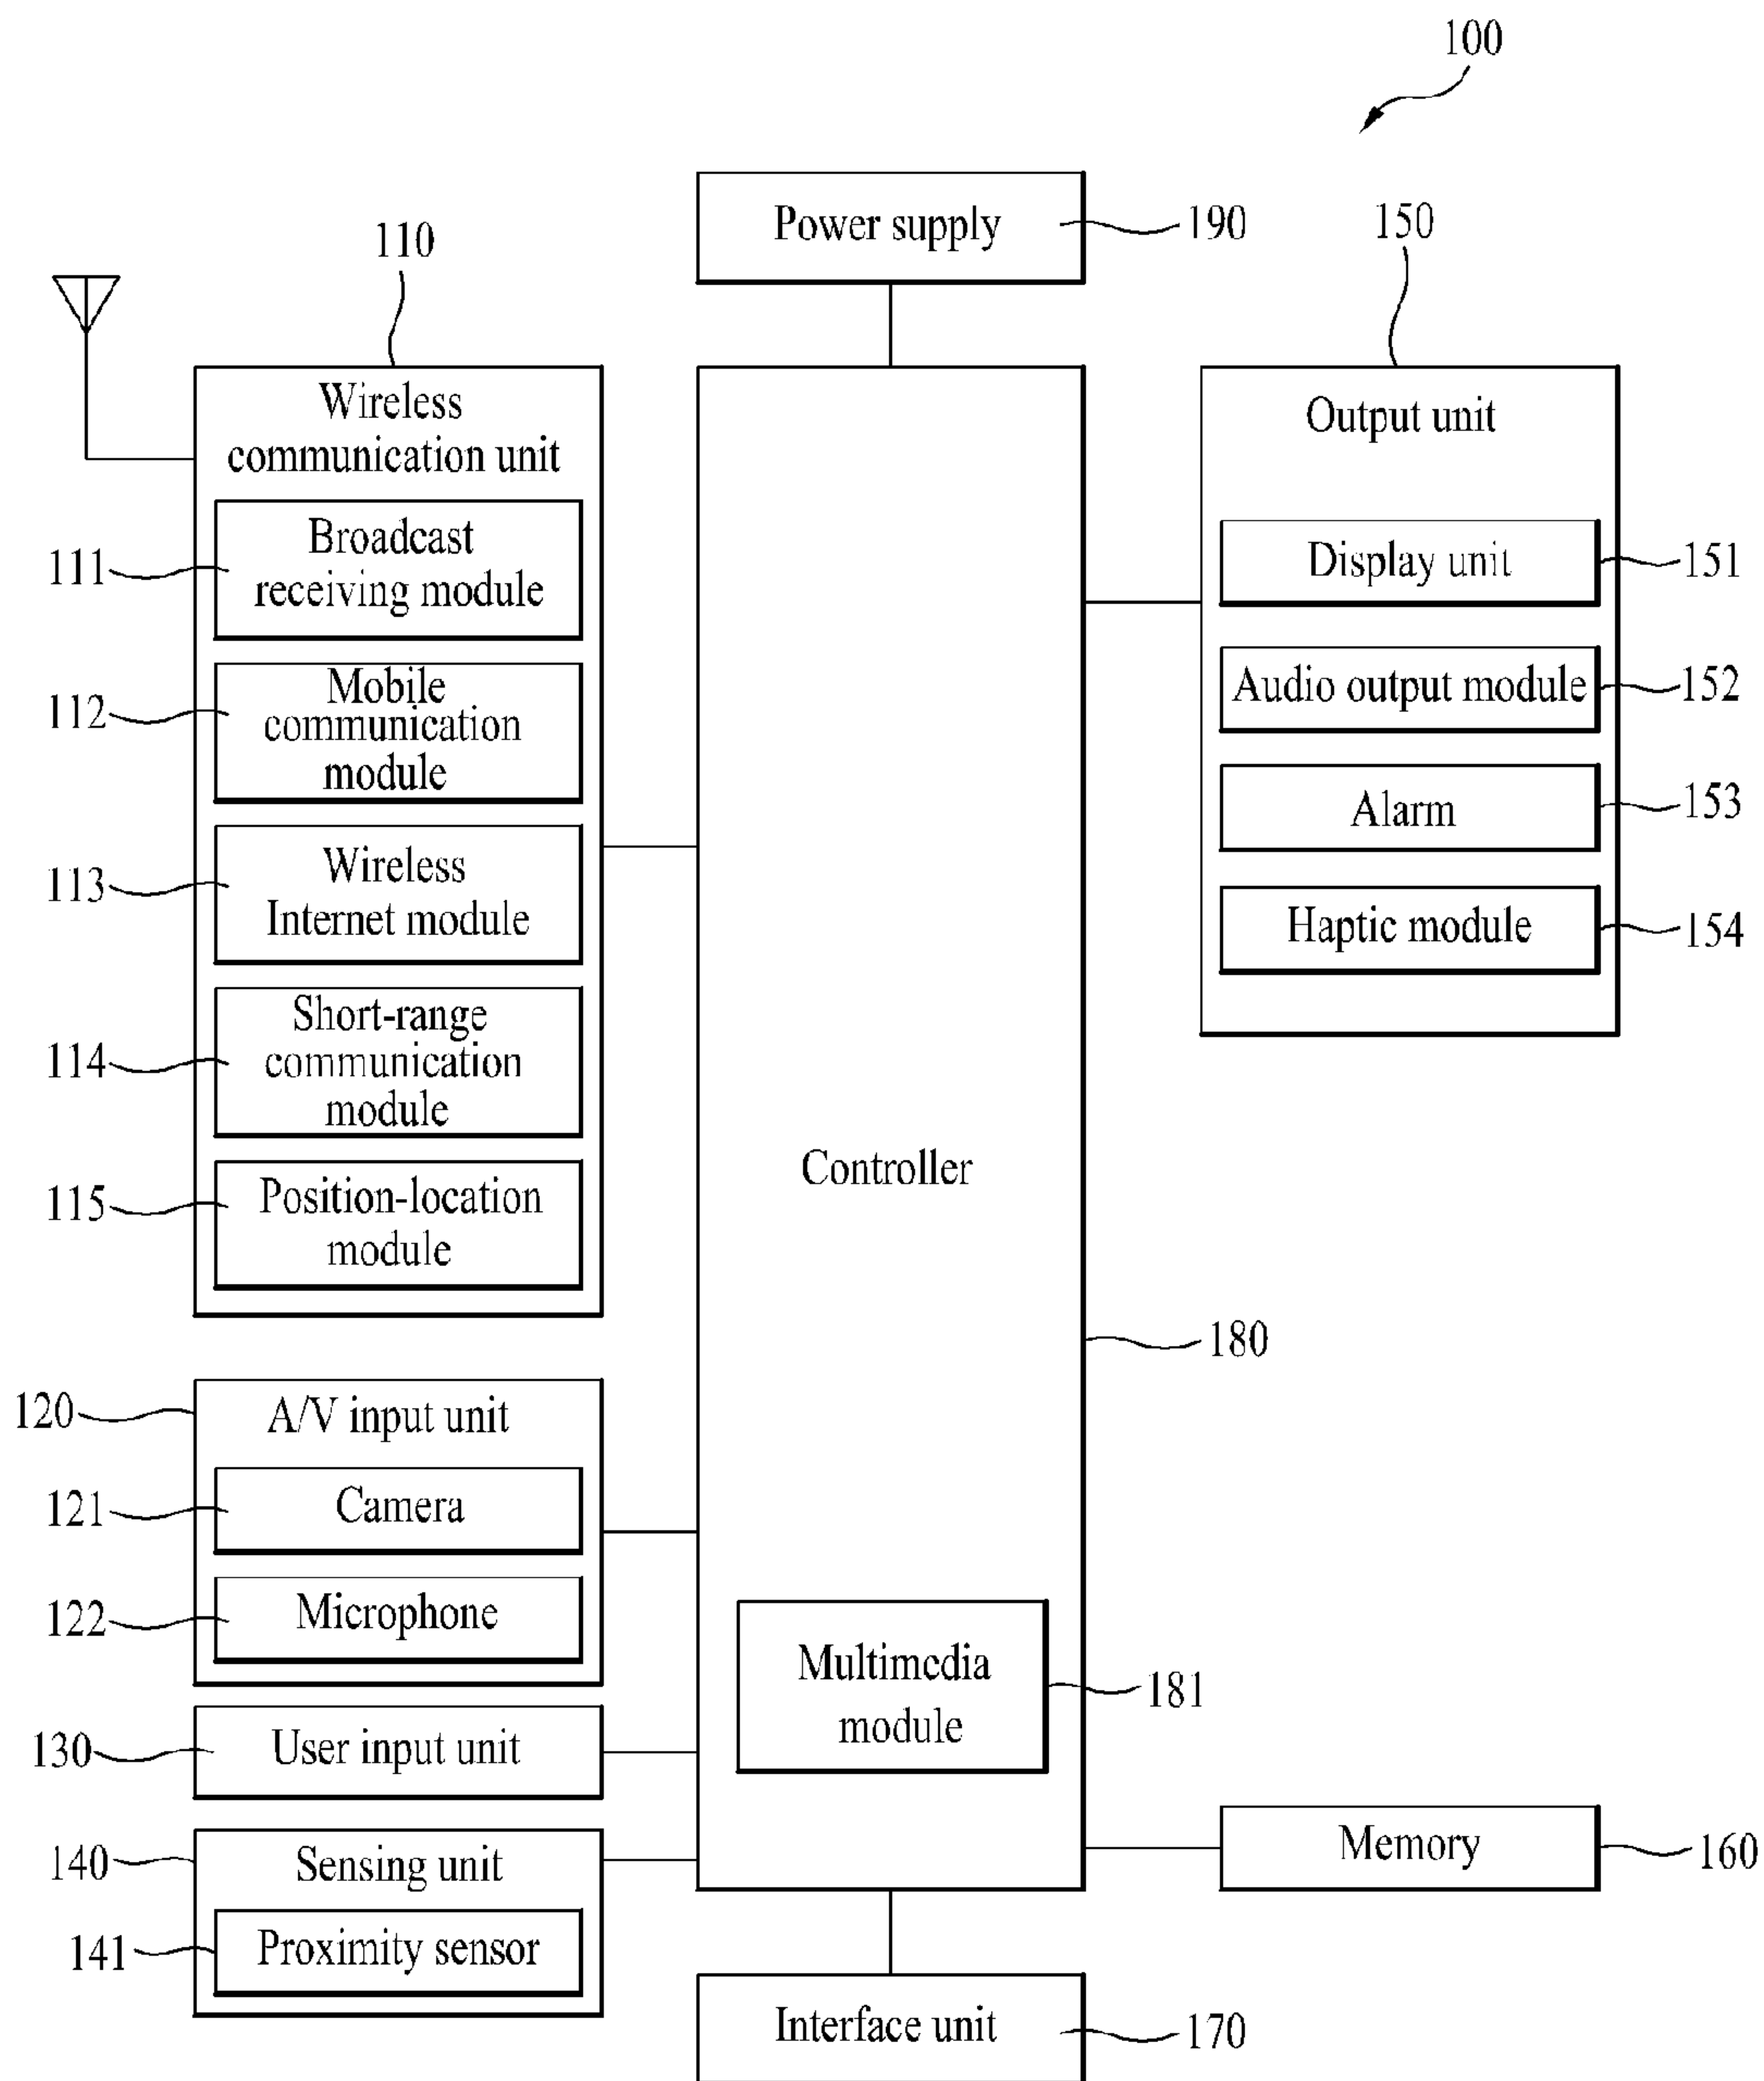 100
Power supply
190
110
Wireless
communication unit
111
Broadcast
receiving module
112
Mobile
communication
module
113
Wireless
Internet module
114
Short-range
communication
module
115
Position-location
module
120
A/V input unit
121
Camera
122
Microphone
130
User input unit
140
Sensing unit
141
Proximity sensor
Controller
180
Multimedia
module
181
150
Output unit
Display unit
151
Audio output module
152
Alarm
153
Haptic module
154
Memory
160
Interface unit
170